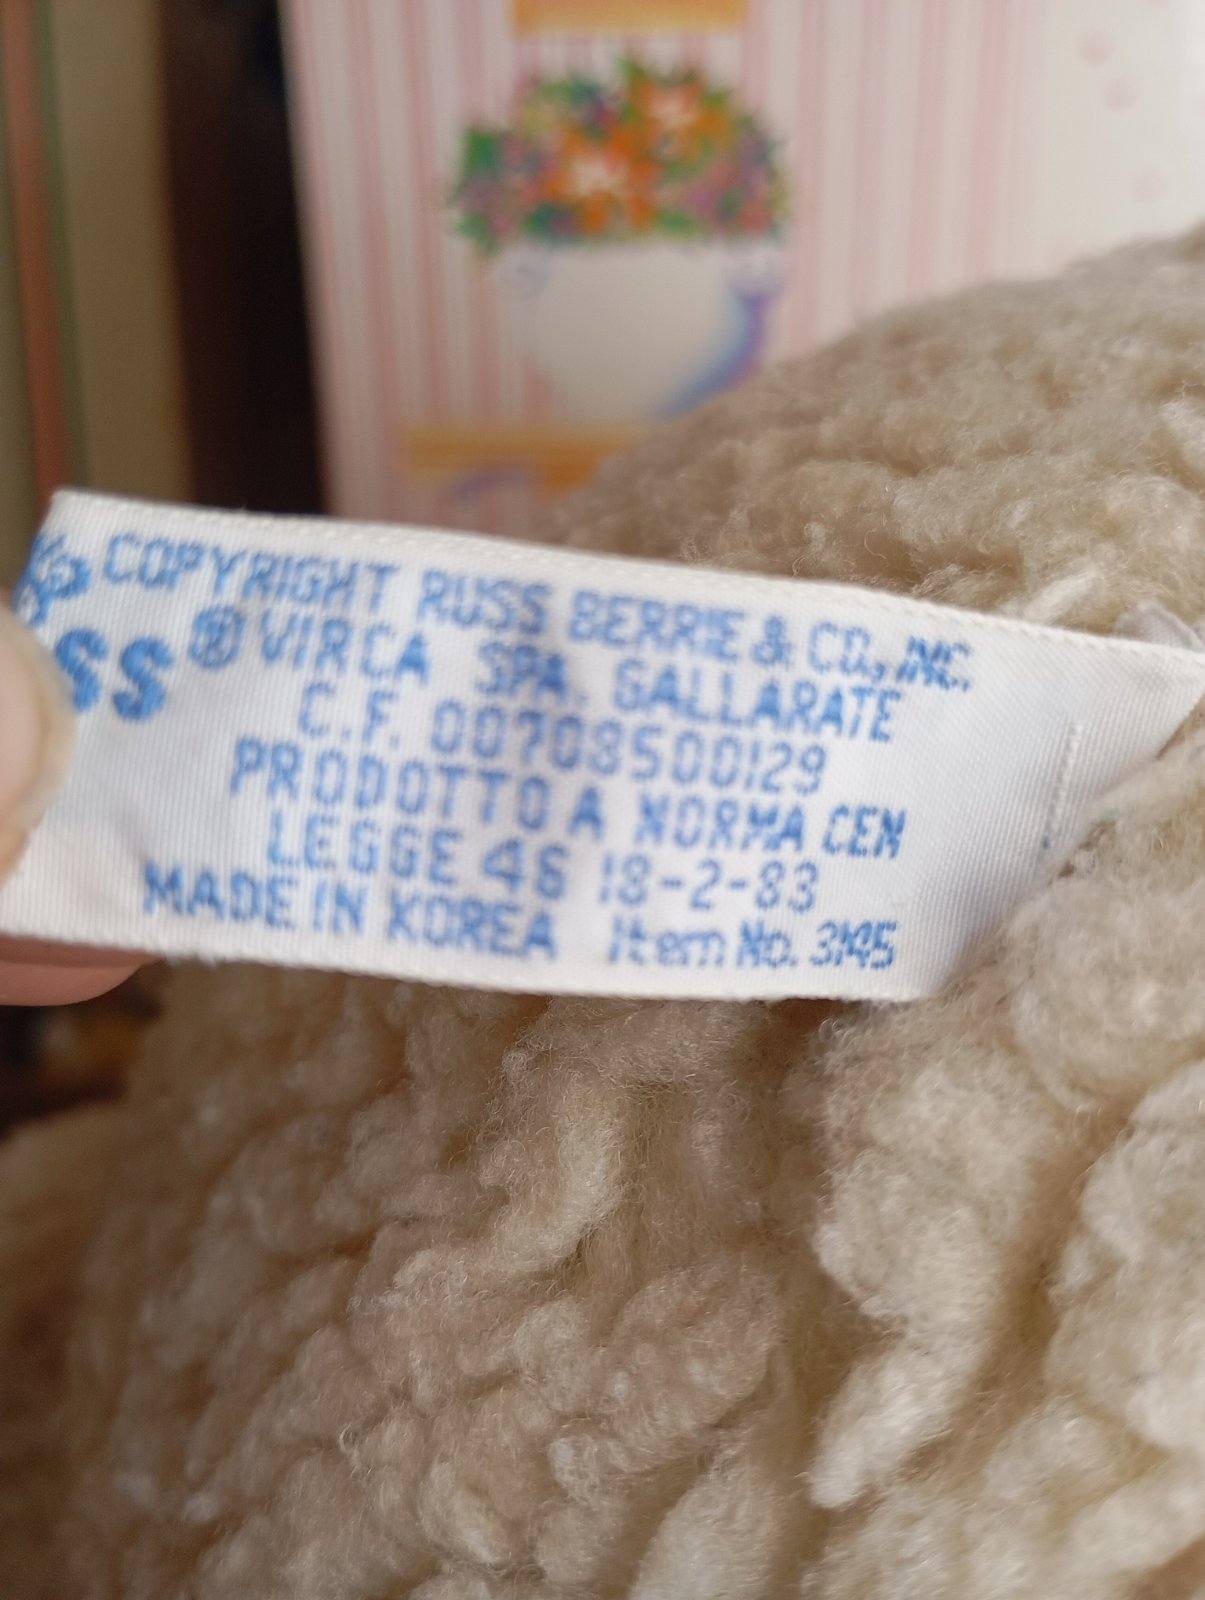 COPYRIGHT RUSS BERRIE & CO., INC.
SS ® VIRCA SPA. GALLARATE
C.F. 00708500129
PRODOTTO A NORMA CEN
LEGGE 46 18-2-83
MADE IN KOREA Item No. 3145